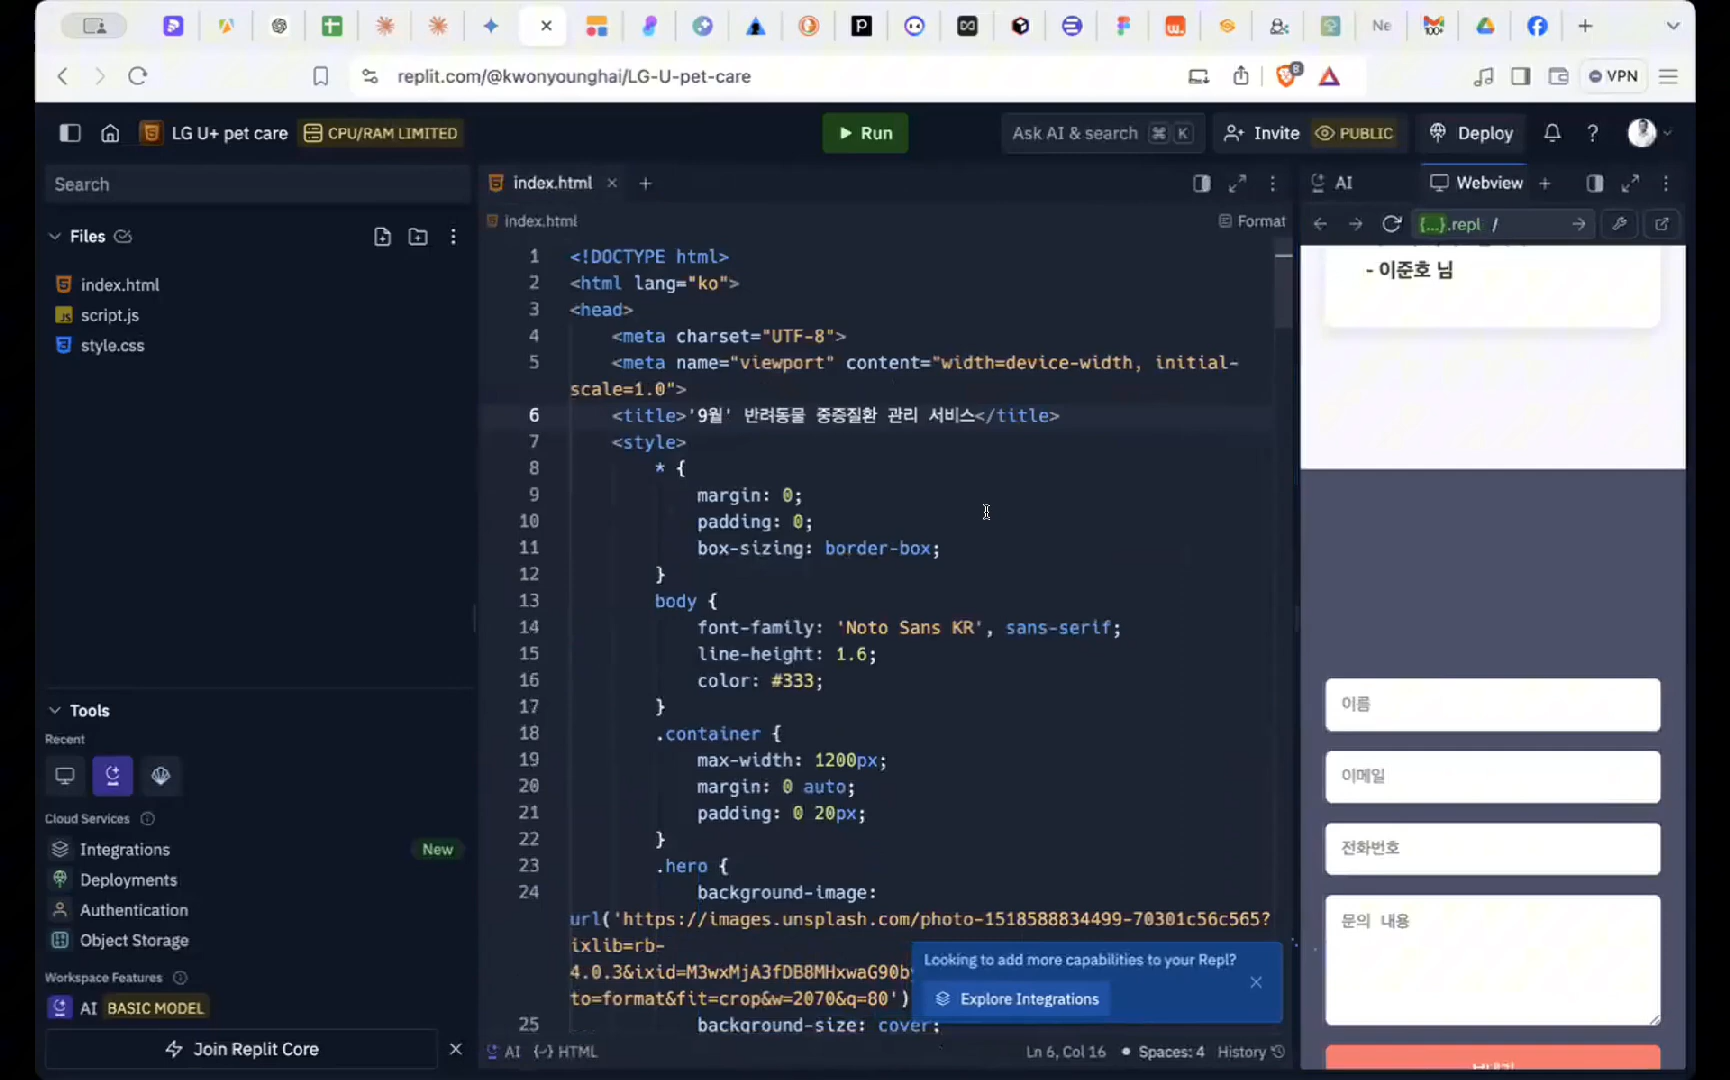 Ne
replit.com/@kwonyounghai/LG-U-pet-care
8
VPN
LG U+ pet care
CPU/RAM LIMITED
Run
Ask AI & search ⌘ K
Invite
PUBLIC
Deploy
?
Search
Files
index.html
script.js
style.css
Tools
Recent
Cloud Services
Integrations
New
Deployments
Authentication
Object Storage
Workspace Features
AI BASIC MODEL
Join Replit Core
index.html
index.html
Format
1 <!DOCTYPE html>
2 <html lang="ko">
3 <head>
4 <meta charset="UTF-8">
5 <meta name="viewport" content="width=device-width, initial-
scale=1.0">
6 <title>'9월' 반려동물 중증질환 관리 서비스</title>
7 <style>
8 * {
9 margin: 0;
10 padding: 0;
11 box-sizing: border-box;
12 }
13 body {
14 font-family: 'Noto Sans KR', sans-serif;
15 line-height: 1.6;
16 color: #333;
17 }
18 .container {
19 max-width: 1200px;
20 margin: 0 auto;
21 padding: 0 20px;
22 }
23 .hero {
24 background-image:
url('https://images.unsplash.com/photo-1518588834499-70301c56c565?
ixlib=rb-
4.0.3&ixid=M3wxMjA3fDB8MHxwaG90by
to=format&fit=crop&w=2070&q=80')
25 background-size: cover;
Looking to add more capabilities to your Repl?
Explore Integrations
AI
HTML
Ln 6, Col 16
Spaces: 4
History
AI
Webview
{...}.repl /
- 이준호 님
이름
이메일
전화번호
문의 내용